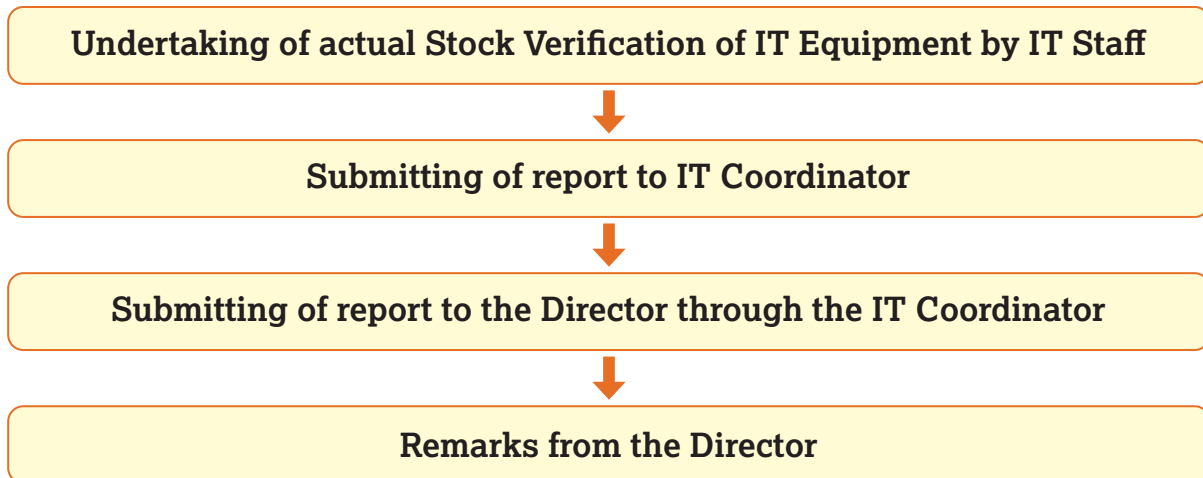 Undertaking of actual Stock Verification of IT Equipment by IT Staff
Submitting of report to IT Coordinator
Submitting of report to the Director through the IT Coordinator
Remarks from the Director